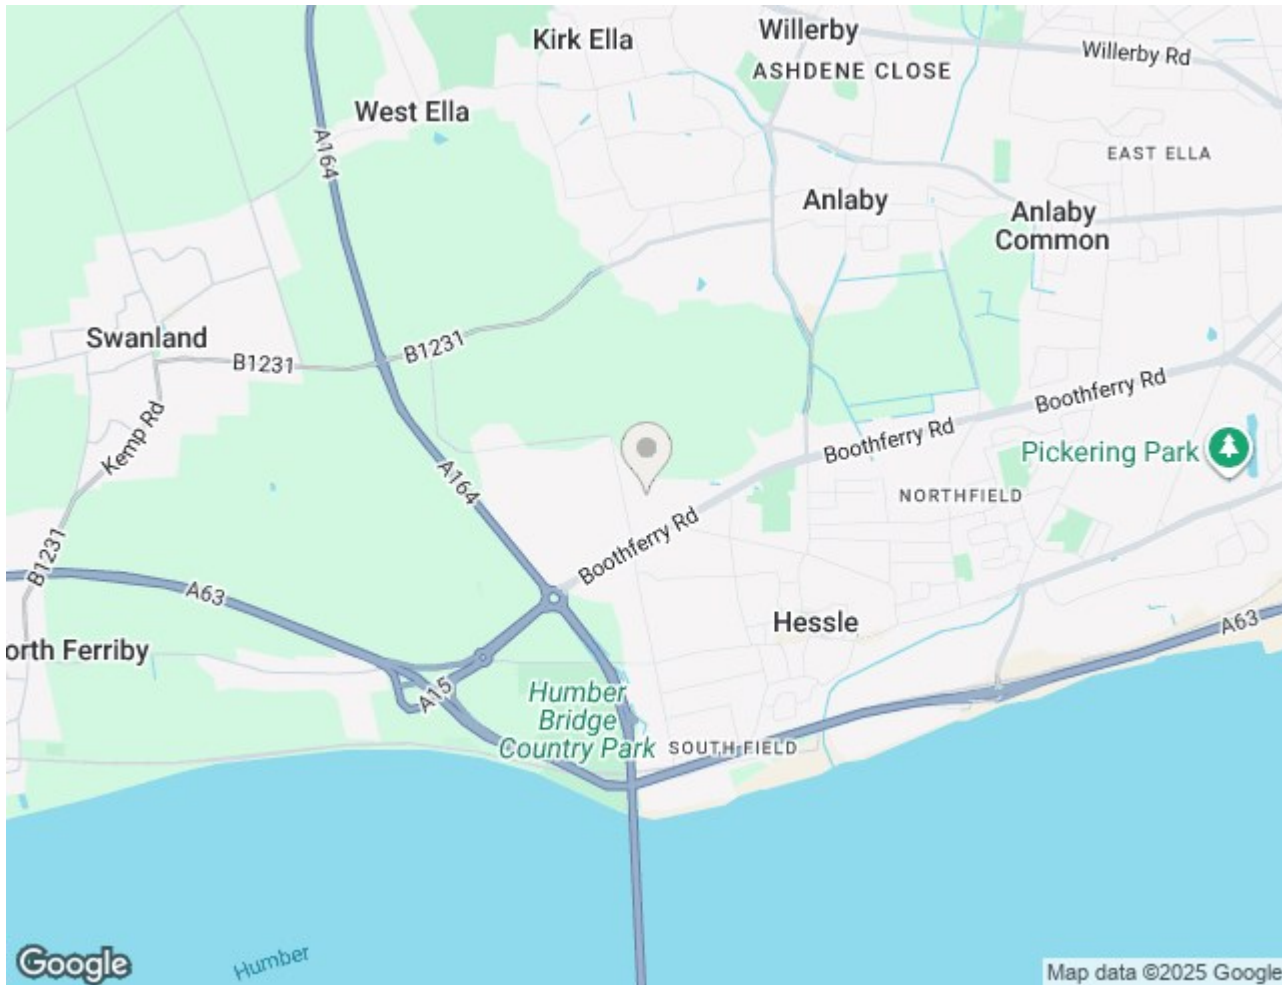 Kirk Ella
Willerby
Willerby Rd
ASHDENE CLOSE
West Ella
A164
EAST ELLA
Anlaby
Anlaby
Common
Swanland
B1231
B1231
Kemp Rd
Boothferry Rd
Boothferry Rd
Pickering Park
A164
NORTHFIELD
B1231
Boothferry Rd
A63
Hessle
A63
orth Ferriby
A15
Humber
Bridge
Country Park
SOUTH FIELD
Humber
Google
Map data ©2025 Google